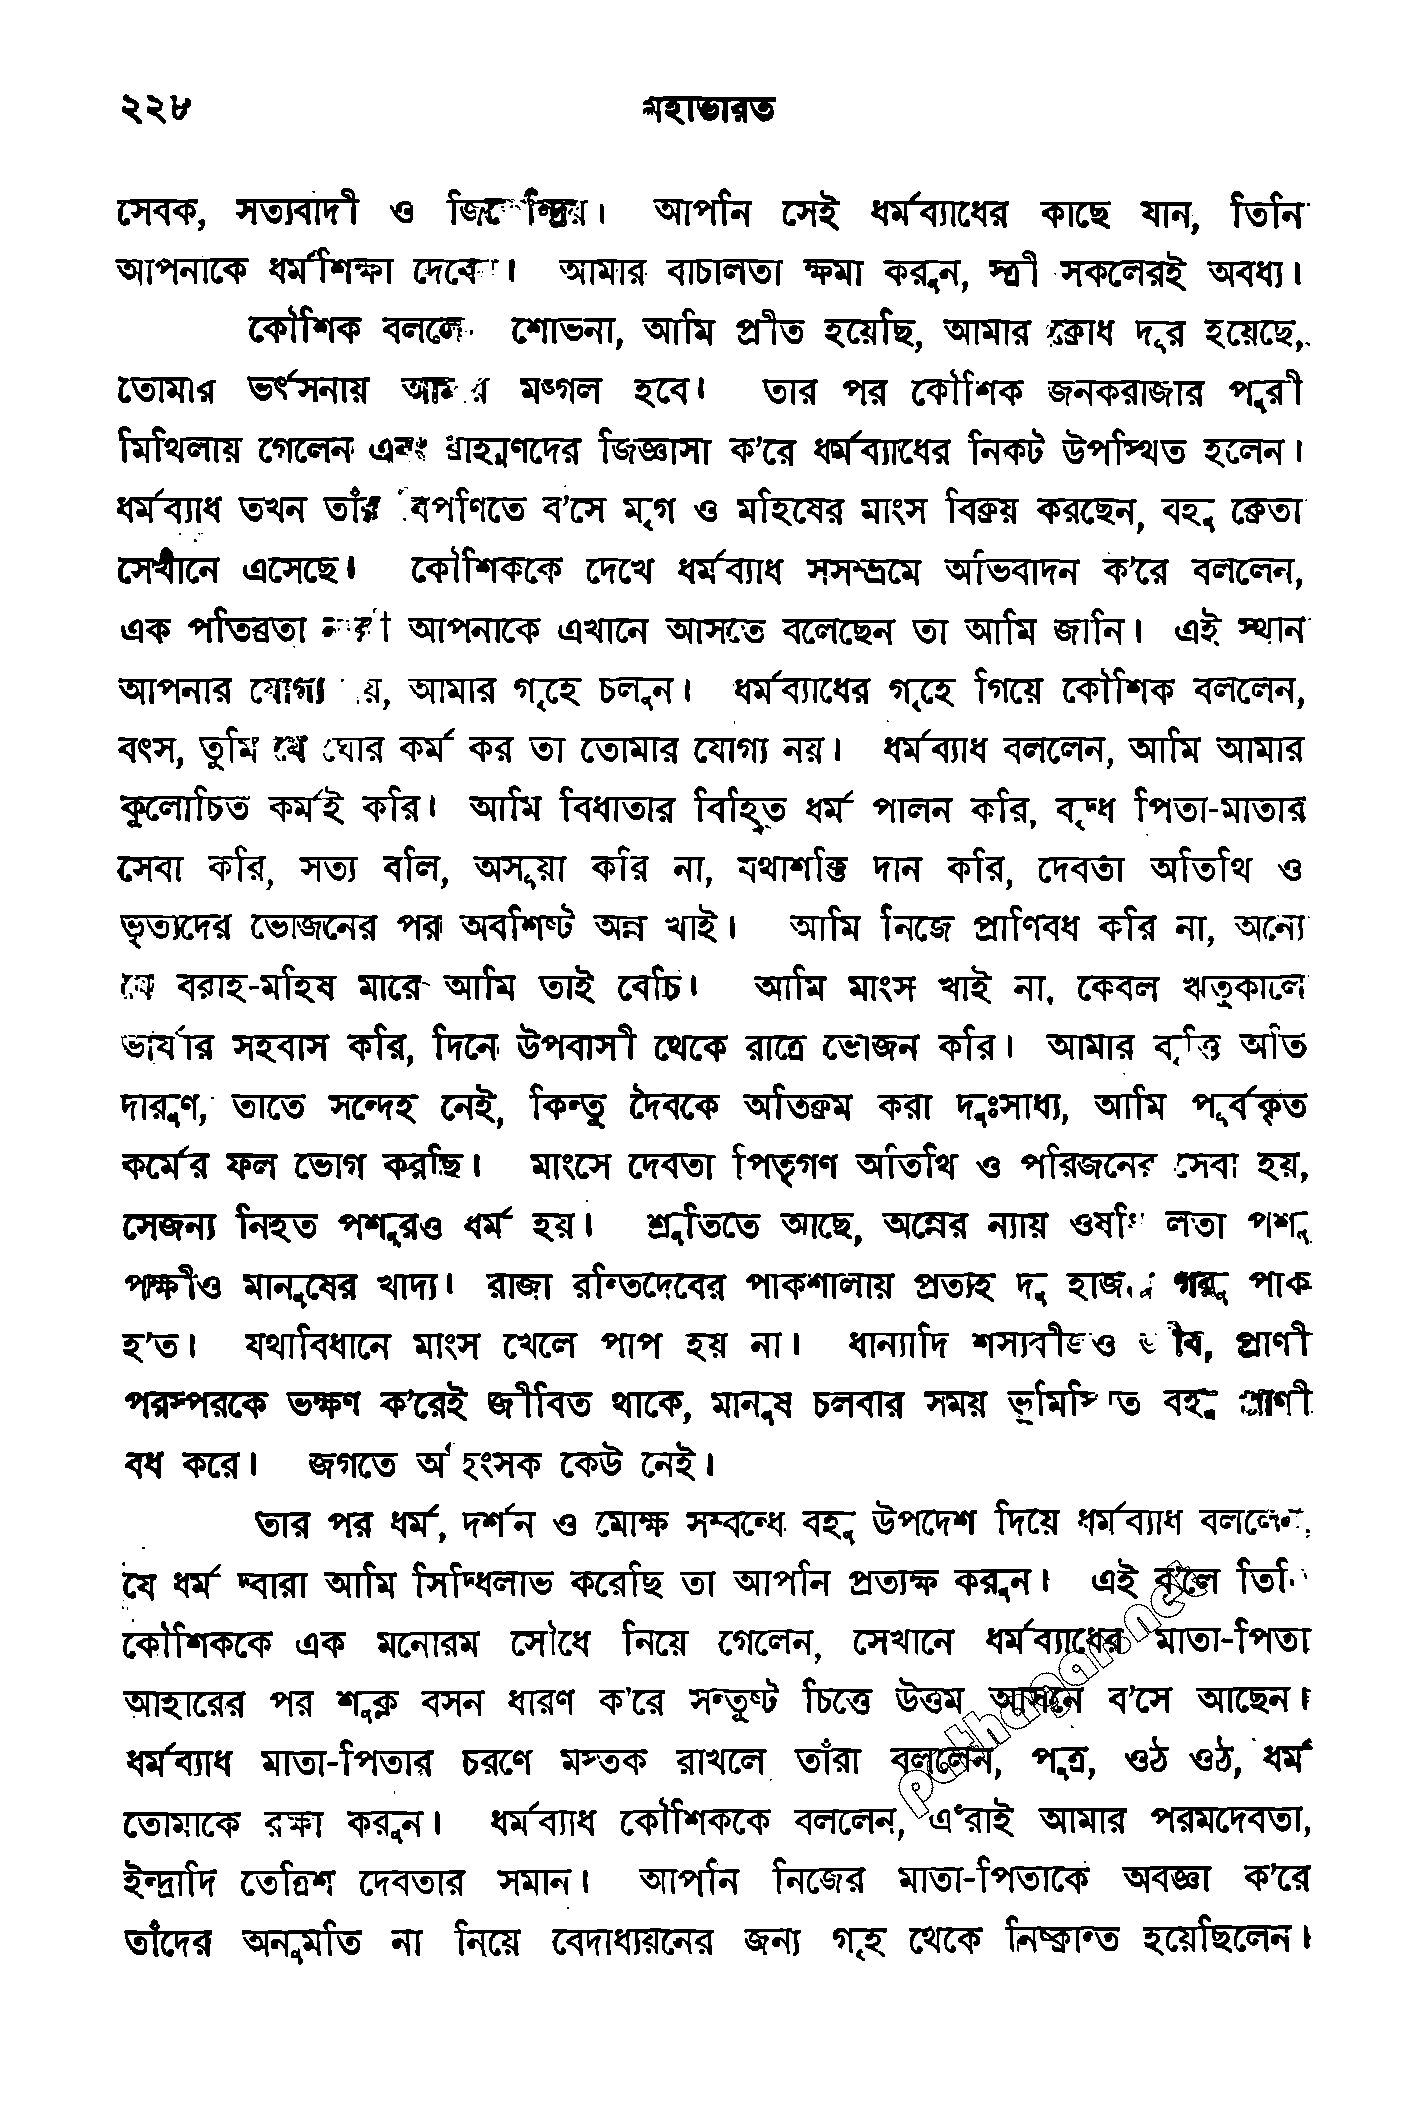 ২২৮ মহাভারত
সেবক, সত্যবাদী ও জিতেন্দ্রিয়। আপনি সেই ধর্মব্যাধের কাছে যান, তিনি
আপনাকে ধর্মশিক্ষা দেবেন। আমার বাচালতা ক্ষমা করুন, স্ত্রী সকলেরই অবধ্য।
কৌশিক বললেন, শোভনা, আমি প্রীত হয়েছি, আমার ক্রোধ দূর হয়েছে,
তোমার ভর্ৎসনায় আমার মঙ্গল হবে। তার পর কৌশিক জনকরাজার পুরী
মিথিলায় গেলেন এবং ব্রাহ্মণদের জিজ্ঞাসা ক'রে ধর্মব্যাধের নিকট উপস্থিত হলেন।
ধর্মব্যাধ তখন তাঁর বিপণিতে ব'সে মৃগ ও মহিষের মাংস বিক্রয় করছেন, বহু ক্রেতা
সেখানে এসেছে। কৌশিককে দেখে ধর্মব্যাধ সসম্ভ্রমে অভিবাদন ক'রে বললেন,
এক পতিব্রতা নারী আপনাকে এখানে আসতে বলেছেন তা আমি জানি। এই স্থান
আপনার যোগ্য নয়, আমার গৃহে চলুন। ধর্মব্যাধের গৃহে গিয়ে কৌশিক বললেন,
বৎস, তুমি যে ঘোর কর্ম কর তা তোমার যোগ্য নয়। ধর্মব্যাধ বললেন, আমি আমার
কুলোচিত কর্মই করি। আমি বিধাতার বিহিত ধর্ম পালন করি, বৃদ্ধ পিতা-মাতার
সেবা করি, সত্য বলি, অসূয়া করি না, যথাশক্তি দান করি, দেবতা অতিথি ও
ভৃত্যদের ভোজনের পর অবশিষ্ট অন্ন খাই। আমি নিজে প্রাণিবধ করি না, অন্যে
যে বরাহ-মহিষ মারে আমি তাই বেচি। আমি মাংস খাই না, কেবল ঋতুকালে
ভার্যার সহবাস করি, দিনে উপবাসী থেকে রাত্রে ভোজন করি। আমার বৃত্তি অতি
দারুণ, তাতে সন্দেহ নেই, কিন্তু দৈবকে অতিক্রম করা দুঃসাধ্য, আমি পূর্বকৃত
কর্মের ফল ভোগ করছি। মাংসে দেবতা পিতৃগণ অতিথি ও পরিজনের সেবা হয়,
সেজন্য নিহত পশুরও ধর্ম হয়। শ্রুতিতে আছে, অন্নের ন্যায় ওষধি লতা পশু
পক্ষীও মানুষের খাদ্য। রাজা রন্তিদেবের পাকশালায় প্রত্যহ দু হাজার গরু পাক
হ'ত। যথাবিধানে মাংস খেলে পাপ হয় না। ধান্যাদি শস্যবীজও জীব, প্রাণী
পরস্পরকে ভক্ষণ ক'রেই জীবিত থাকে, মানুষ চলবার সময় ভূমিস্থিত বহু প্রাণী
বধ করে। জগতে অহিংসক কেউ নেই।
তার পর ধর্ম, দর্শন ও মোক্ষ সম্বন্ধে বহু উপদেশ দিয়ে ধর্মব্যাধ বললেন,
যে ধর্ম দ্বারা আমি সিদ্ধিলাভ করেছি তা আপনি প্রত্যক্ষ করুন। এই ব'লে তিনি
কৌশিককে এক মনোরম সৌধে নিয়ে গেলেন, সেখানে ধর্মব্যাধের মাতা-পিতা
আহারের পর শুক্ল বসন ধারণ ক'রে সন্তুষ্ট চিত্তে উত্তম আসনে ব'সে আছেন।
ধর্মব্যাধ মাতা-পিতার চরণে মস্তক রাখলে তাঁরা বললেন, পুত্র, ওঠ ওঠ, ধর্ম
তোমাকে রক্ষা করুন। ধর্মব্যাধ কৌশিককে বললেন, এঁরাই আমার পরমদেবতা,
ইন্দ্রাদি তেত্রিশ দেবতার সমান। আপনি নিজের মাতা-পিতাকে অবজ্ঞা ক'রে
তাঁদের অনুমতি না নিয়ে বেদাধ্যয়নের জন্য গৃহ থেকে নিষ্ক্রান্ত হয়েছিলেন।
pathagar.net